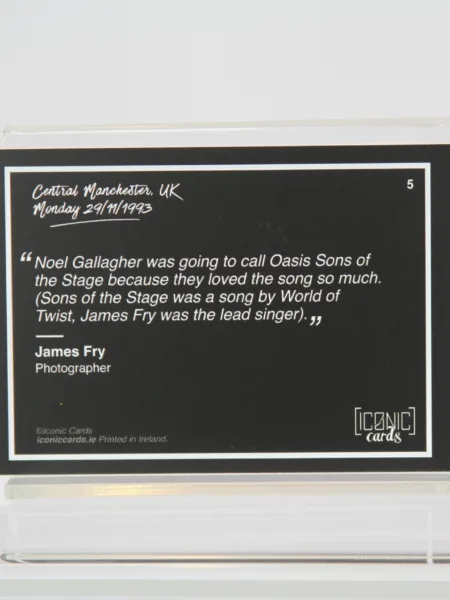 Central Manchester, UK
Monday 29/11/1993
5
“Noel Gallagher was going to call Oasis Sons of
the Stage because they loved the song so much.
(Sons of the Stage was a song by World of
Twist, James Fry was the lead singer).”
James Fry
Photographer
©Iconic Cards
iconiccards.ie Printed in Ireland.
ICONIC
cards